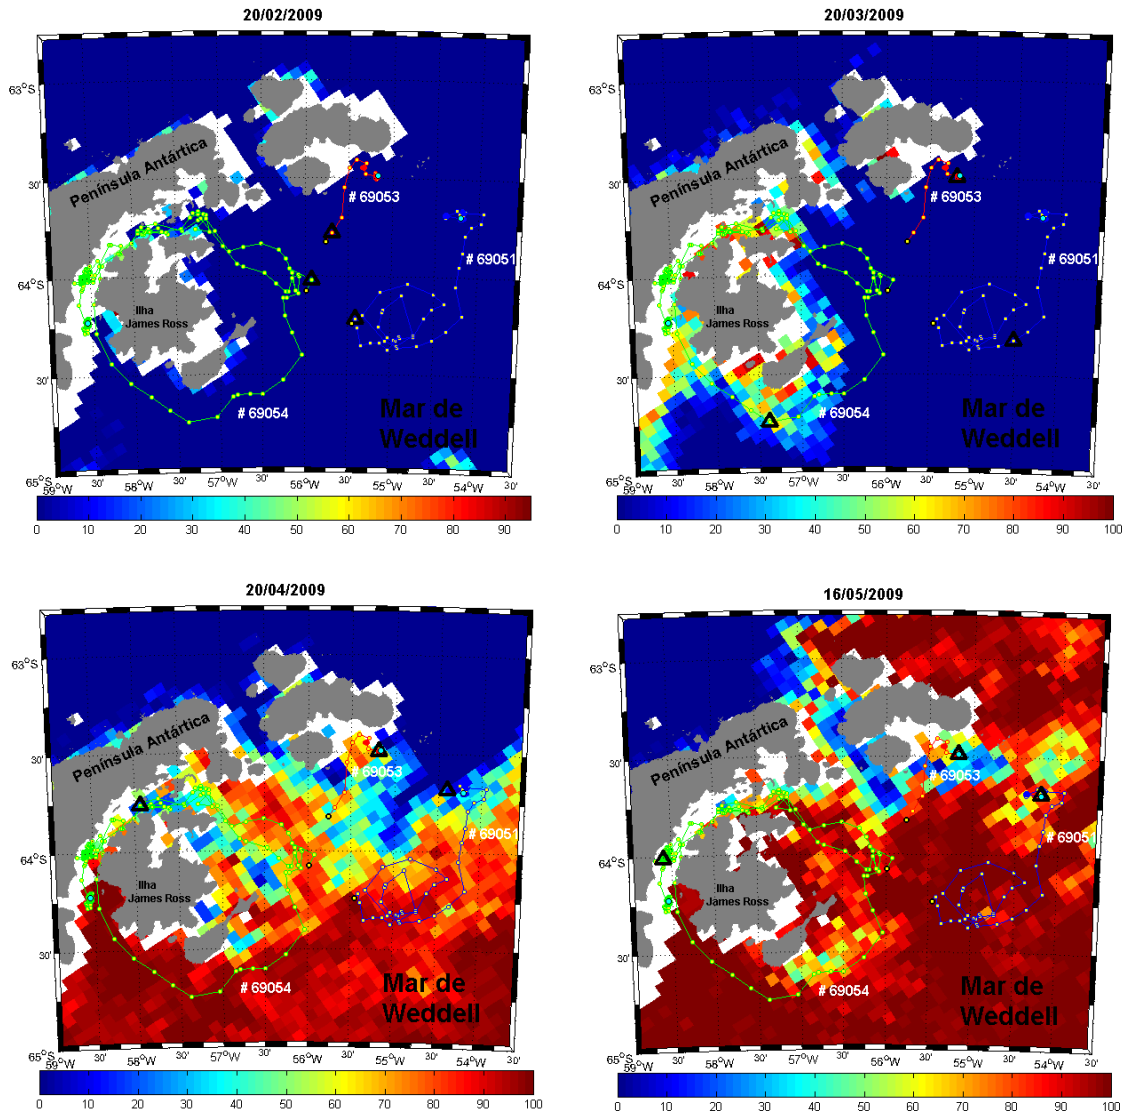 20/02/2009
63°S
30'
64°S
30'
65°S
59°W
30'
58°W
30'
57°W
30'
56°W
30'
55°W
30'
54°W
30'
Península Antártica
# 69053
# 69051
Ilha
James Ross
# 69054
Mar de
Weddell
0 10 20 30 40 50 60 70 80 90
20/03/2009
63°S
30'
64°S
30'
65°S
59°W
30'
58°W
30'
57°W
30'
56°W
30'
55°W
30'
54°W
30'
Península Antártica
# 69053
# 69051
Ilha
James Ross
# 69054
Mar de
Weddell
0 10 20 30 40 50 60 70 80 90 100
20/04/2009
63°S
30'
64°S
30'
65°S
59°W
30'
58°W
30'
57°W
30'
56°W
30'
55°W
30'
54°W
30'
Península Antártica
# 69053
# 69051
Ilha
James Ross
# 69054
Mar de
Weddell
0 10 20 30 40 50 60 70 80 90 100
16/05/2009
63°S
30'
64°S
30'
65°S
59°W
30'
58°W
30'
57°W
30'
56°W
30'
55°W
30'
54°W
30'
Península Antártica
# 69053
# 69051
Ilha
James Ross
# 69054
Mar de
Weddell
0 10 20 30 40 50 60 70 80 90 100